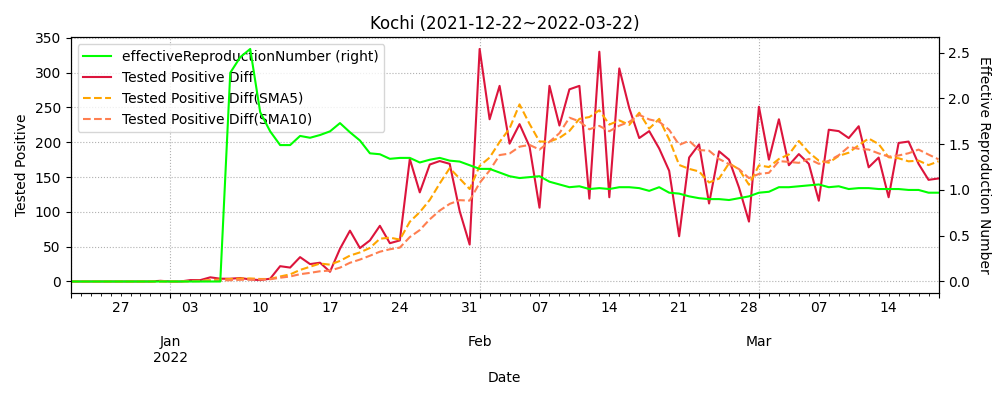 Kochi (2021-12-22~2022-03-22)
effectiveReproductionNumber (right)
Tested Positive Diff
Tested Positive Diff(SMA5)
Tested Positive Diff(SMA10)
Tested Positive
350
300
250
200
150
100
50
0
2.5
2.0
1.5
1.0
0.5
0.0
Effective Reproduction Number
27 03 10 17 24 31 07 14 21 28 07 14
Jan Feb Mar
2022
Date